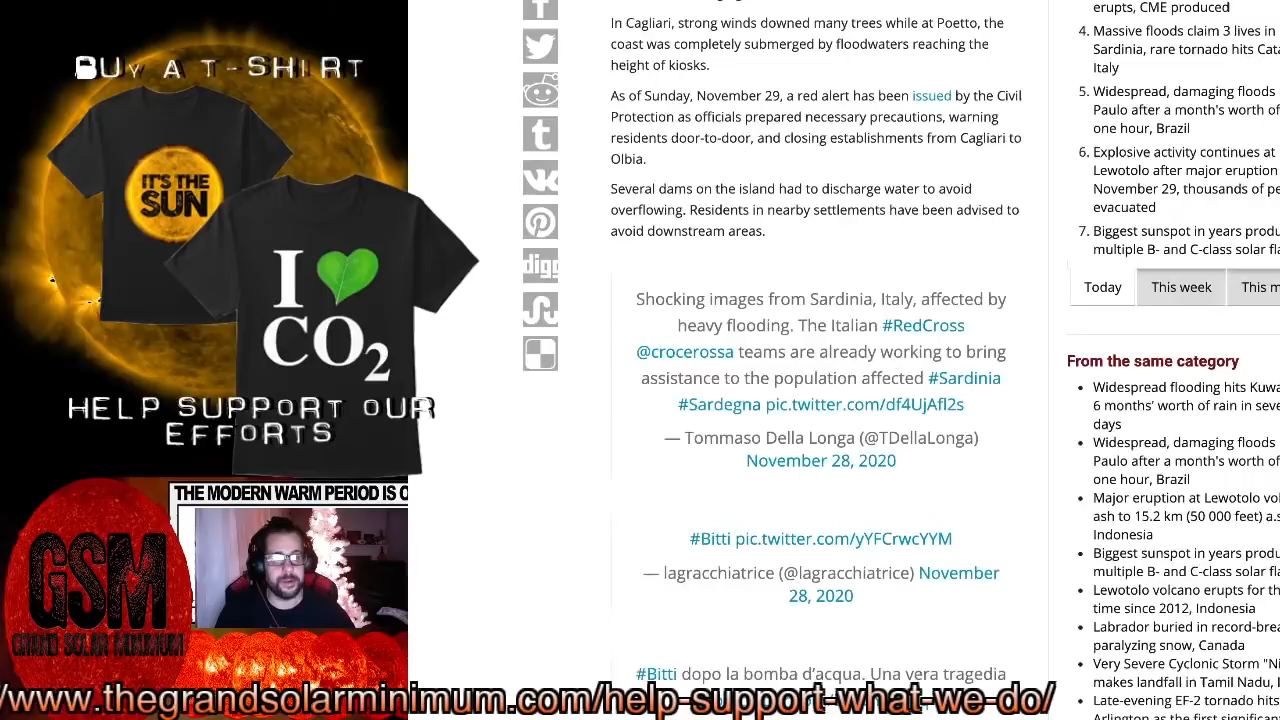 BUY A T-SHIRT
IT'S THE
SUN
I
CO2
HELP SUPPORT OUR
EFFORTS
THE MODERN WARM PERIOD IS
GSM
GRAND SOLAR MINIMUM
In Cagliari, strong winds downed many trees while at Poetto, the
coast was completely submerged by floodwaters reaching the
height of kiosks.
As of Sunday, November 29, a red alert has been issued by the Civil
Protection as officials prepared necessary precautions, warning
residents door-to-door, and closing establishments from Cagliari to
Olbia.
Several dams on the island had to discharge water to avoid
overflowing. Residents in nearby settlements have been advised to
avoid downstream areas.
Shocking images from Sardinia, Italy, affected by
heavy flooding. The Italian #RedCross
@crocerossa teams are already working to bring
assistance to the population affected #Sardinia
#Sardegna pic.twitter.com/df4UjAfl2s
— Tommaso Della Longa (@TDellaLonga)
November 28, 2020
#Bitti pic.twitter.com/yYFCrwcYYM
— lagracchiatrice (@lagracchiatrice) November
28, 2020
#Bitti dopo la bomba d'acqua. Una vera tragedia
digg
erupts, CME produced
4. Massive floods claim 3 lives in
Sardinia, rare tornado hits Cata
Italy
5. Widespread, damaging floods
Paulo after a month's worth of
one hour, Brazil
6. Explosive activity continues at
Lewotolo after major eruption
November 29, thousands of pe
evacuated
7. Biggest sunspot in years produ
multiple B- and C-class solar fla
Today
This week
This m
From the same category
• Widespread flooding hits Kuwa
6 months' worth of rain in seve
days
• Widespread, damaging floods
Paulo after a month's worth of
one hour, Brazil
• Major eruption at Lewotolo vol
ash to 15.2 km (50 000 feet) a.s
Indonesia
• Biggest sunspot in years produ
multiple B- and C-class solar fla
• Lewotolo volcano erupts for th
time since 2012, Indonesia
• Labrador buried in record-brea
paralyzing snow, Canada
• Very Severe Cyclonic Storm "Ni
makes landfall in Tamil Nadu, I
• Late-evening EF-2 tornado hits
Arlington as the first significan
/www.thegrandsolarminimum.com/help-support-what-we-do/